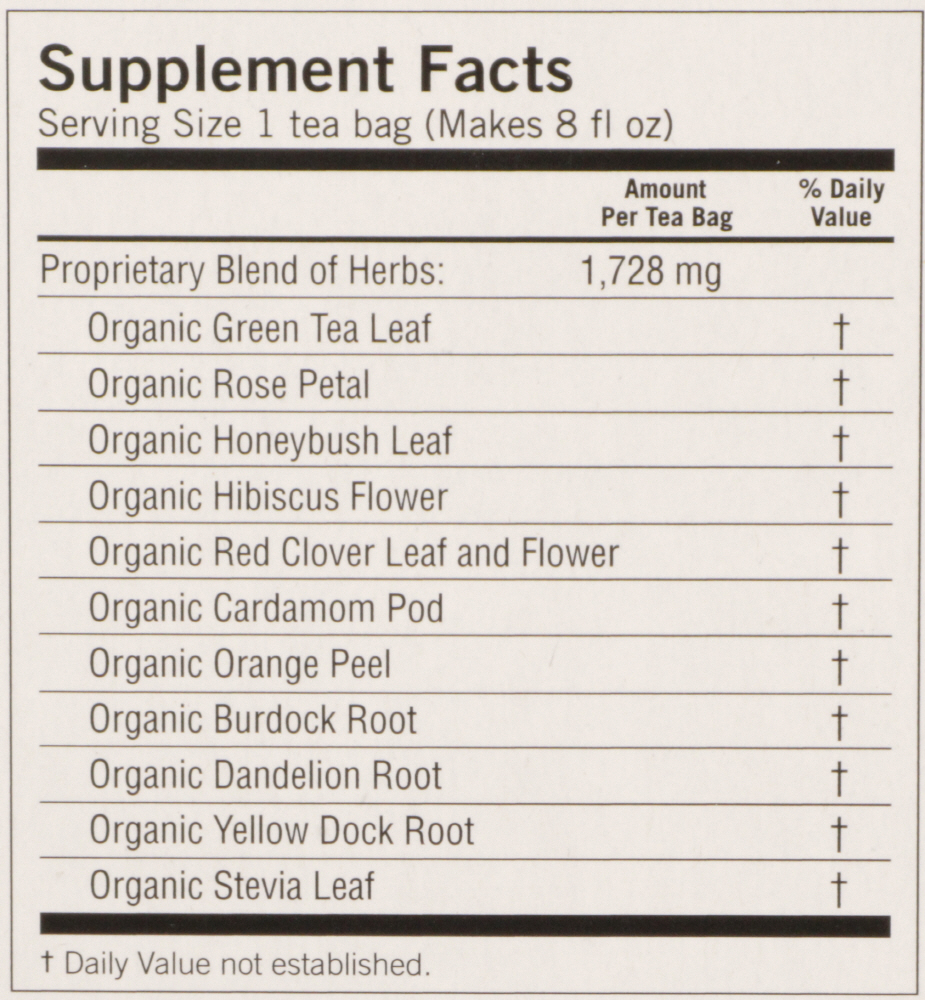 Supplement Facts
Serving Size 1 tea bag (Makes 8 fl oz)
Amount Per Tea Bag
% Daily Value
Proprietary Blend of Herbs: 1,728 mg
Organic Green Tea Leaf †
Organic Rose Petal †
Organic Honeybush Leaf †
Organic Hibiscus Flower †
Organic Red Clover Leaf and Flower †
Organic Cardamom Pod †
Organic Orange Peel †
Organic Burdock Root †
Organic Dandelion Root †
Organic Yellow Dock Root †
Organic Stevia Leaf †
† Daily Value not established.